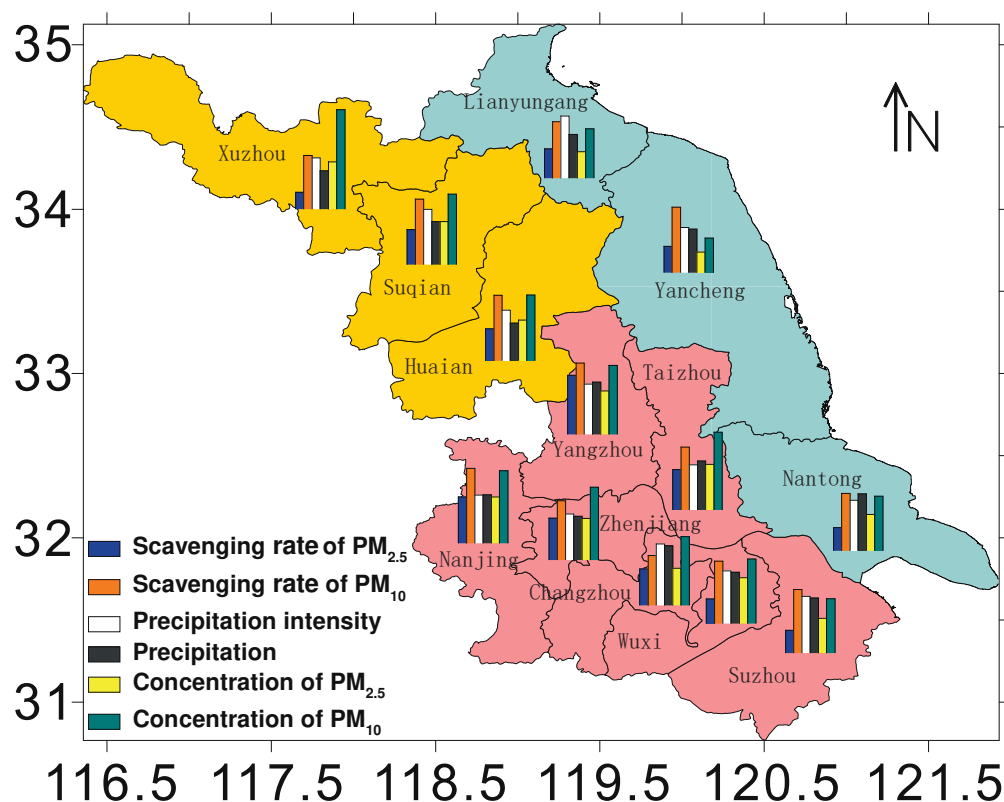 35
34
33
32
31
Lianyungang
N
Xuzhou
Suqian
Yancheng
Huaian
Taizhou
Yangzhou
Nantong
Zhenjiang
Nanjing
Changzhou
Wuxi
Suzhou
Scavenging rate of PM2.5
Scavenging rate of PM10
Precipitation intensity
Precipitation
Concentration of PM2.5
Concentration of PM10
116.5 117.5 118.5 119.5 120.5 121.5